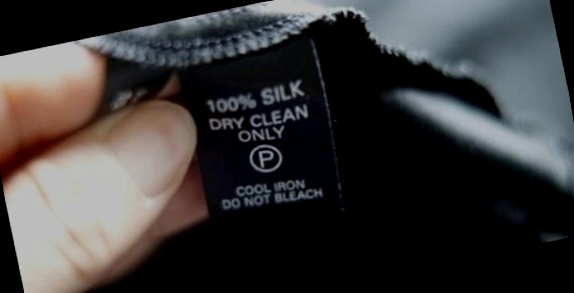 100% SILK
DRY CLEAN
ONLY
P
COOL IRON
DO NOT BLEACH